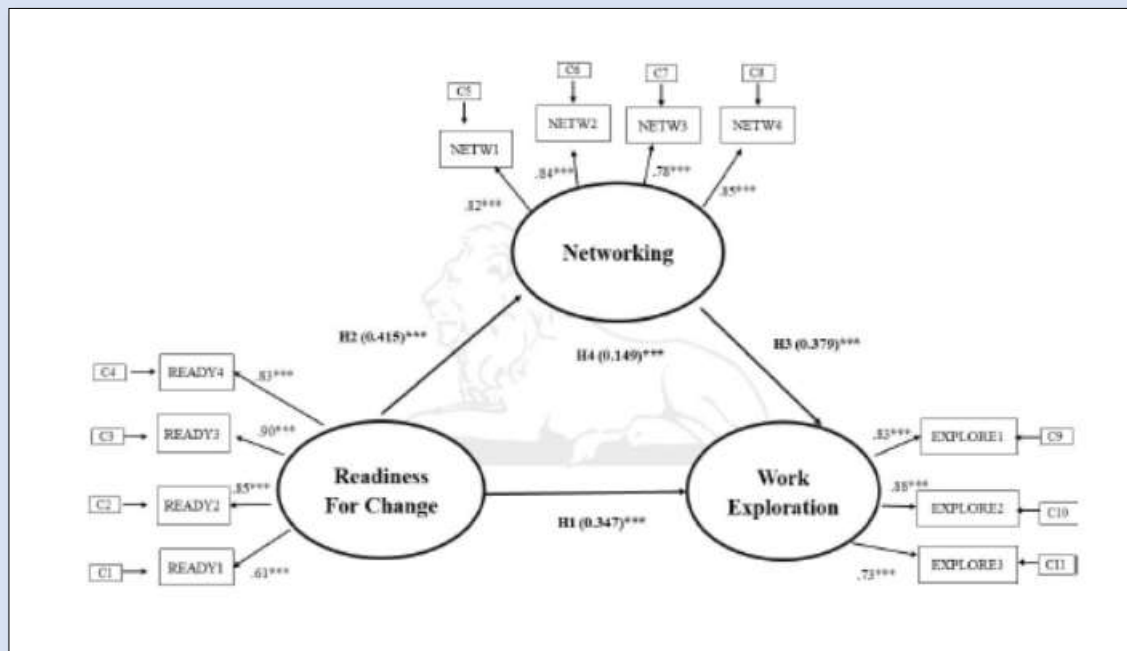 C5
C6
C7
C8
NETW1
NETW2
NETW3
NETW4
.82***
.84***
.78***
.85***
Networking
H2 (0.415)***
H4 (0.149)***
H3 (0.379)***
C4
READY4
.83***
C3
READY3
.90***
C2
READY2
.85***
C1
READY1
.61***
Readiness
For Change
H1 (0.347)***
Work
Exploration
.83***
EXPLORE1
C9
.88***
EXPLORE2
C10
.73***
EXPLORE3
C11